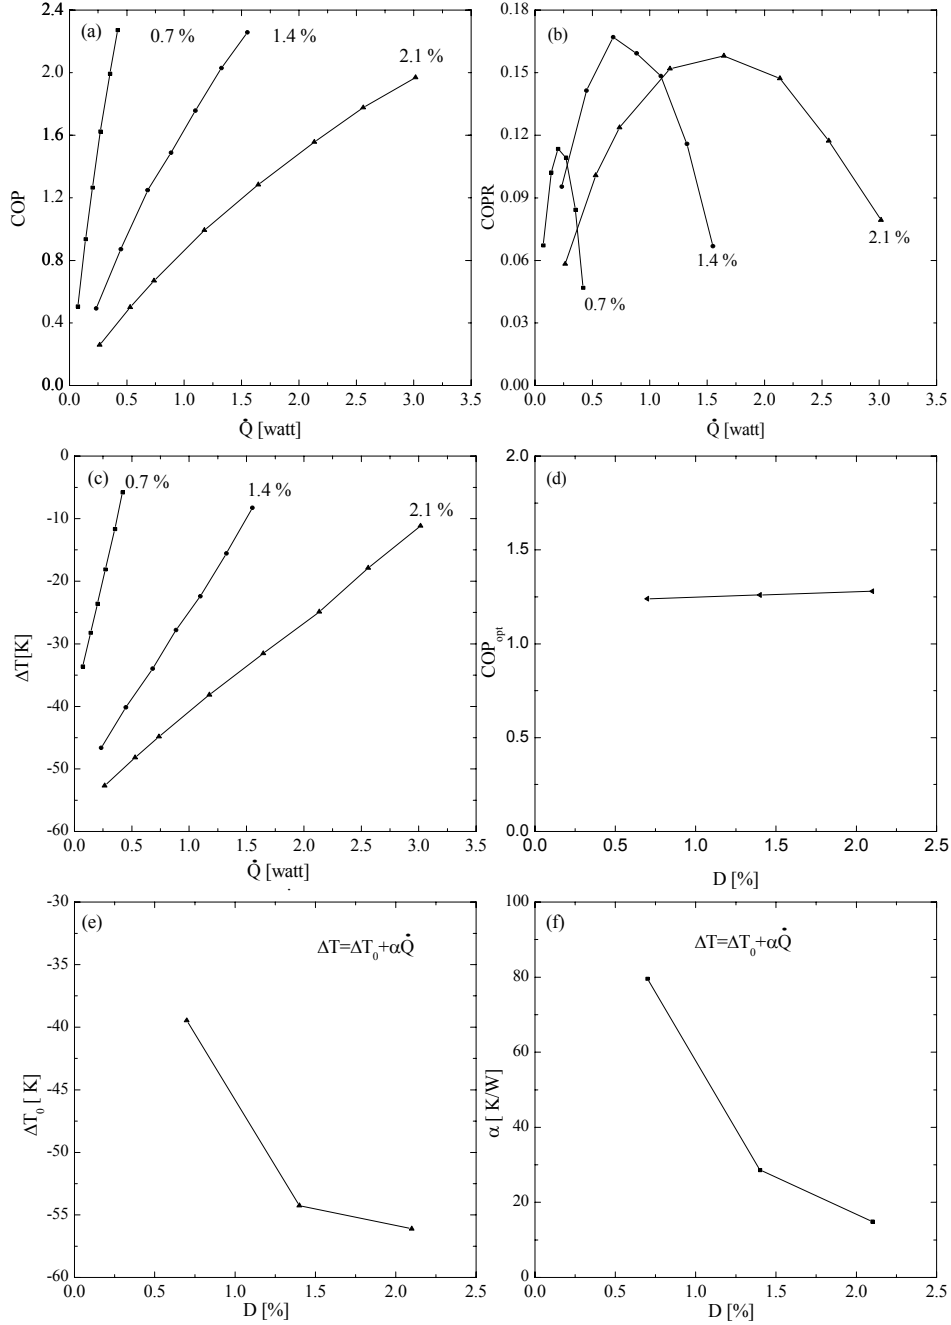 (a)
0.7 %
1.4 %
2.1 %
COP
2.4
2.0
1.6
1.2
0.8
0.4
0.0
0.0 0.5 1.0 1.5 2.0 2.5 3.0 3.5
Q̇ [watt]
(b)
0.7 %
1.4 %
2.1 %
COPR
0.18
0.15
0.12
0.09
0.06
0.03
0.00
0.0 0.5 1.0 1.5 2.0 2.5 3.0 3.5
Q̇ [watt]
(c)
0.7 %
1.4 %
2.1 %
ΔT[K]
0
-10
-20
-30
-40
-50
-60
0.0 0.5 1.0 1.5 2.0 2.5 3.0 3.5
Q̇ [watt]
(d)
COPopt
2.0
1.5
1.0
0.5
0.0
0.0 0.5 1.0 1.5 2.0 2.5
D [%]
(e)
ΔT=ΔT₀+αQ̇
ΔT₀ [ K]
-30
-35
-40
-45
-50
-55
-60
0.0 0.5 1.0 1.5 2.0 2.5
D [%]
(f)
ΔT=ΔT₀+αQ̇
α [ K/W]
100
80
60
40
20
0
0.0 0.5 1.0 1.5 2.0 2.5
D [%]